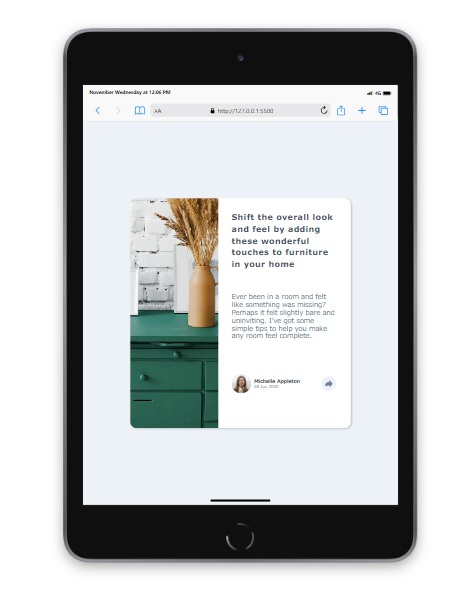 November Wednesday at 12:06 PM
4G
AA
http://127.0.0.1:5500
Shift the overall look
and feel by adding
these wonderful
touches to furniture
in your home
Ever been in a room and felt
like something was missing?
Perhaps it felt slightly bare and
uninviting. I've got some
simple tips to help you make
any room feel complete.
Michelle Appleton
28 Jun 2020